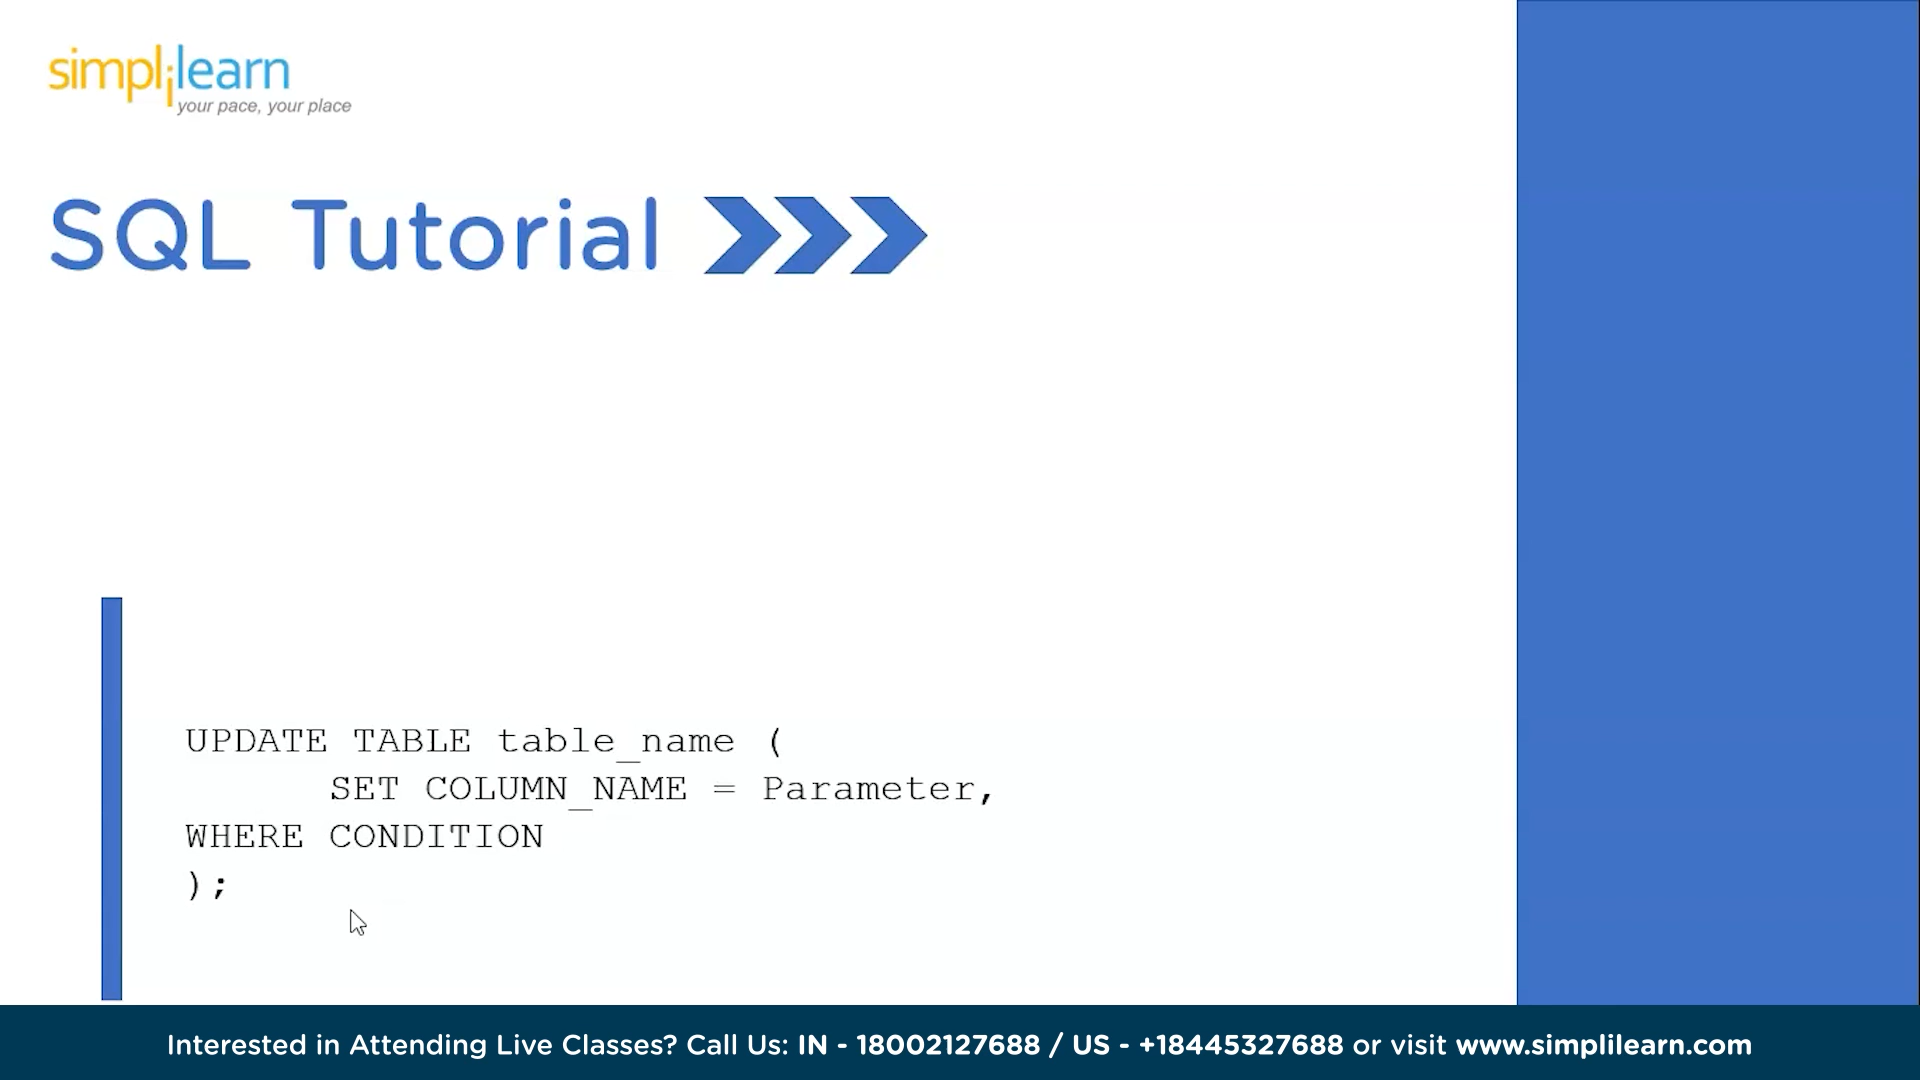 simplilearn
your pace, your place
SQL Tutorial
UPDATE TABLE table_name (
SET COLUMN_NAME = Parameter,
WHERE CONDITION
);
Interested in Attending Live Classes? Call Us: IN - 18002127688 / US - +18445327688 or visit www.simplilearn.com